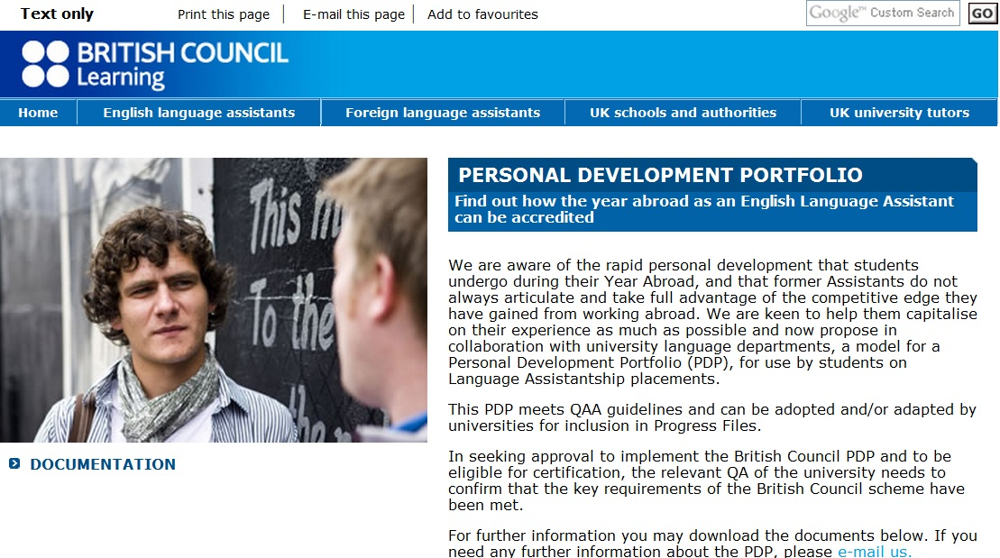 Text only
Print this page
E-mail this page
Add to favourites
Google™ Custom Search
GO
BRITISH COUNCIL
Learning
Home
English language assistants
Foreign language assistants
UK schools and authorities
UK university tutors
This
To the
the
PERSONAL DEVELOPMENT PORTFOLIO
Find out how the year abroad as an English Language Assistant
can be accredited
We are aware of the rapid personal development that students
undergo during their Year Abroad, and that former Assistants do not
always articulate and take full advantage of the competitive edge they
have gained from working abroad. We are keen to help them capitalise
on their experience as much as possible and now propose in
collaboration with university language departments, a model for a
Personal Development Portfolio (PDP), for use by students on
Language Assistantship placements.
This PDP meets QAA guidelines and can be adopted and/or adapted by
universities for inclusion in Progress Files.
In seeking approval to implement the British Council PDP and to be
eligible for certification, the relevant QA of the university needs to
confirm that the key requirements of the British Council scheme have
been met.
For further information you may download the documents below. If you
need any further information about the PDP, please e-mail us.
DOCUMENTATION